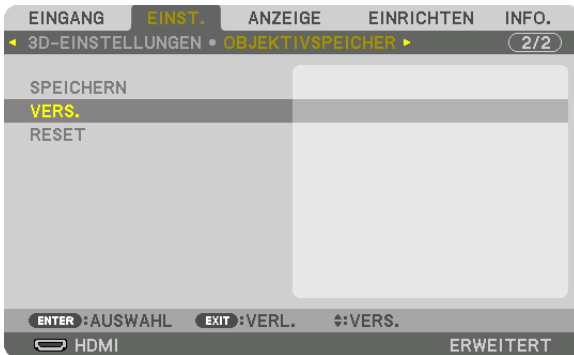 EINGANG EINST. ANZEIGE EINRICHTEN INFO.
3D-EINSTELLUNGEN • OBJEKTIVSPEICHER 2/2
SPEICHERN
VERS.
RESET
ENTER :AUSWAHL EXIT :VERL. :VERS.
HDMI ERWEITERT